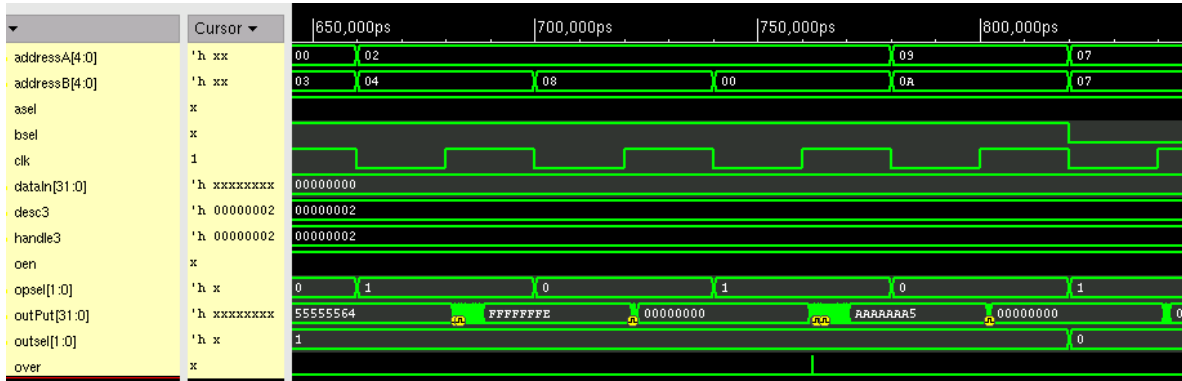 Cursor 650,000ps 700,000ps 750,000ps 800,000ps
addressA[4:0] 'h xx 00 02 09 07
addressB[4:0] 'h xx 03 04 08 00 0A 07
asel x
bsel x
clk 1
dataIn[31:0] 'h xxxxxxxx 00000000
desc3 'h 00000002 00000002
handle3 'h 00000002 00000002
oen x
opsel[1:0] 'h x 0 1 0 1 0 1
outPut[31:0] 'h xxxxxxxx 55555564 FFFFFFFE 00000000 AAAAAAA5 00000000 0
outsel[1:0] 'h x 1 0
over x